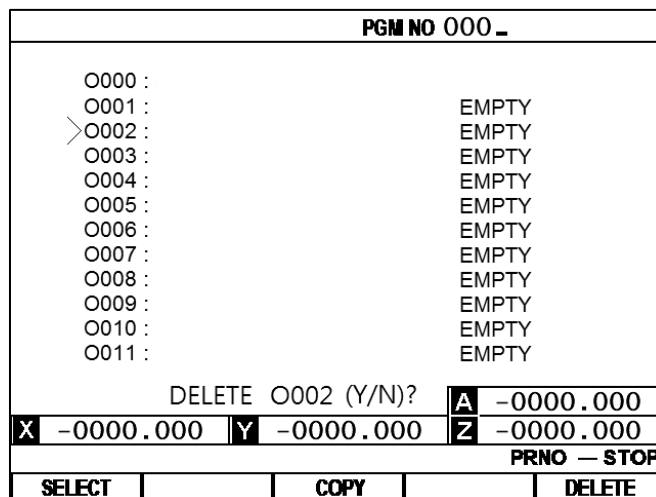 PGM NO 000_
O000 :
O001 : EMPTY
>O002 : EMPTY
O003 : EMPTY
O004 : EMPTY
O005 : EMPTY
O006 : EMPTY
O007 : EMPTY
O008 : EMPTY
O009 : EMPTY
O010 : EMPTY
O011 : EMPTY
DELETE O002 (Y/N)?
A -0000.000
X -0000.000 Y -0000.000 Z -0000.000
PRNO — STOP
SELECT COPY DELETE